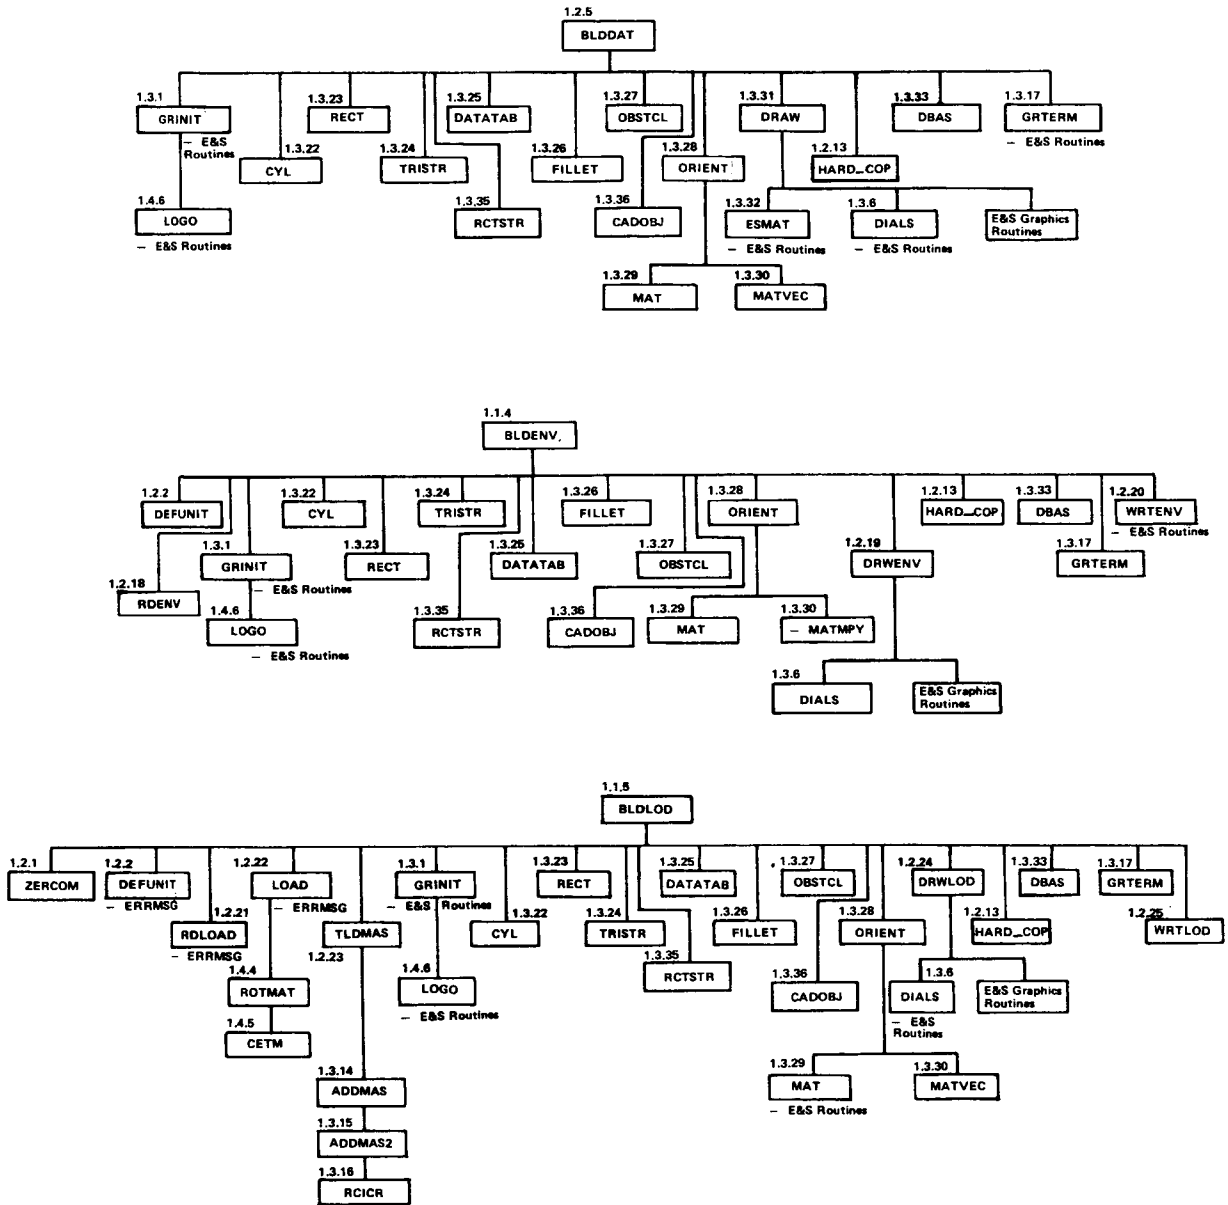 1.2.5
BLDDAT
1.3.1
GRINIT
– E&S
Routines
1.3.22
CYL
1.3.23
RECT
1.3.24
TRISTR
1.3.25
DATATAB
1.3.35
RCTSTR
1.3.26
FILLET
1.3.27
OBSTCL
1.3.36
CADOBJ
1.3.28
ORIENT
1.3.31
DRAW
1.2.13
HARD_COP
1.3.33
DBAS
1.3.17
GRTERM
– E&S Routines
1.4.6
LOGO
– E&S Routines
1.3.32
ESMAT
– E&S Routines
1.3.6
DIALS
– E&S Routines
E&S Graphics
Routines
1.3.29
MAT
1.3.30
MATVEC
1.1.4
BLDENV.
1.2.2
DEFUNIT
1.2.18
RDENV
1.3.1
GRINIT
– E&S Routines
1.4.6
LOGO
– E&S Routines
1.3.22
CYL
1.3.23
RECT
1.3.24
TRISTR
1.3.35
RCTSTR
1.3.25
DATATAB
1.3.26
FILLET
1.3.27
OBSTCL
1.3.36
CADOBJ
1.3.28
ORIENT
1.3.29
MAT
1.3.30
– MATMPY
1.2.19
DRWENV
1.3.6
DIALS
E&S Graphics
Routines
1.2.13
HARD_COP
1.3.33
DBAS
1.3.17
GRTERM
1.2.20
WRTENV
– E&S Routines
1.1.5
BLDLOD
1.2.1
ZERCOM
1.2.2
DEFUNIT
– ERRMSG
1.2.21
RDLOAD
– ERRMSG
1.2.22
LOAD
– ERRMSG
1.4.4
ROTMAT
1.4.5
CETM
TLDMAS
1.2.23
1.3.14
ADDMAS
1.3.15
ADDMAS2
1.3.16
RCICR
1.3.1
GRINIT
– E&S Routines
1.4.6
LOGO
– E&S Routines
1.3.22
CYL
1.3.23
RECT
1.3.24
TRISTR
1.3.35
RCTSTR
1.3.25
DATATAB
1.3.26
FILLET
1.3.27
OBSTCL
1.3.36
CADOBJ
1.3.28
ORIENT
1.3.29
MAT
– E&S Routines
1.3.30
MATVEC
1.2.24
DRWLOD
1.3.6
DIALS
– E&S
Routines
E&S Graphics
Routines
1.2.13
HARD_COP
1.3.33
DBAS
1.3.17
GRTERM
1.2.25
WRTLOD